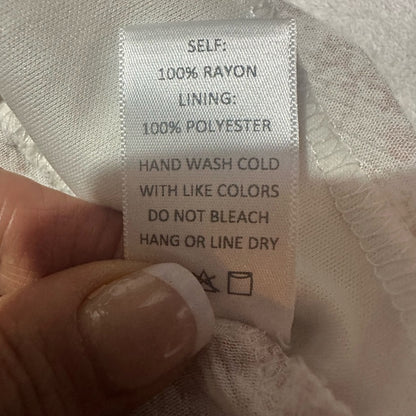 SELF:
100% RAYON
LINING:
100% POLYESTER
HAND WASH COLD
WITH LIKE COLORS
DO NOT BLEACH
HANG OR LINE DRY